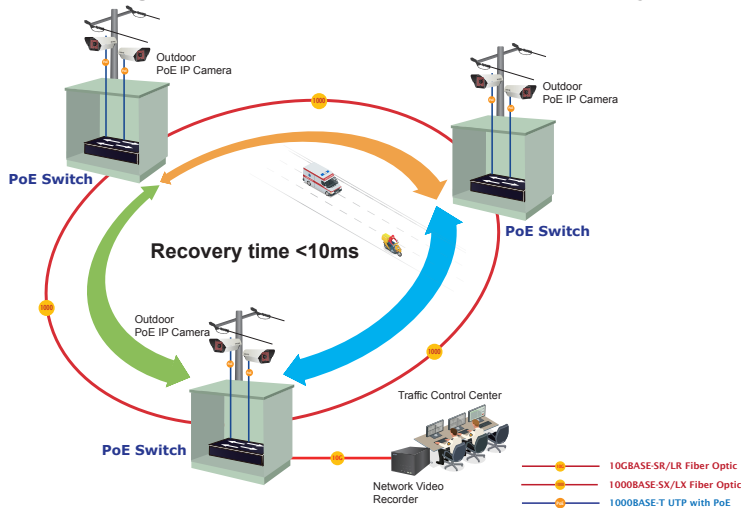 Outdoor
PoE IP Camera
1000
Outdoor
PoE IP Camera
PoE Switch
PoE Switch
Recovery time <10ms
1000
Outdoor
PoE IP Camera
1000
Traffic Control Center
PoE Switch
10G
Network Video
Recorder
10GBASE-SR/LR Fiber Optic
1000BASE-SX/LX Fiber Optic
1000BASE-T UTP with PoE